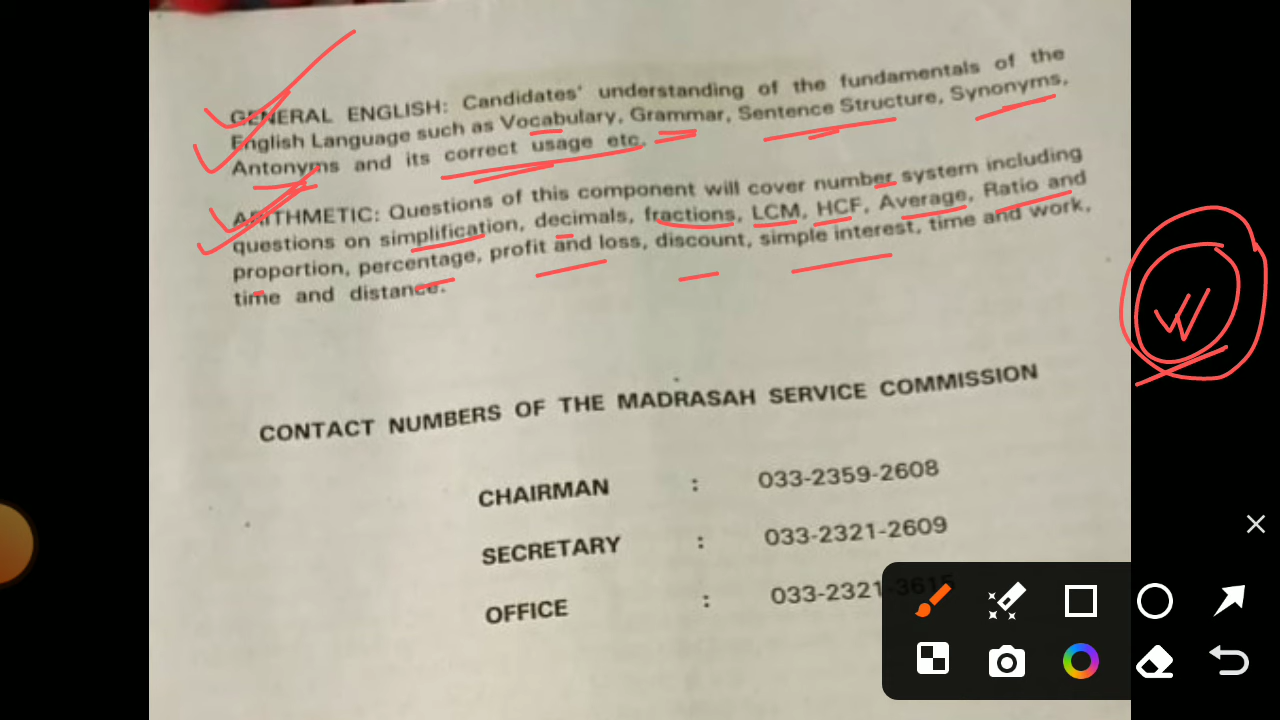 GENERAL ENGLISH: Candidates' understanding of the fundamentals of the
English Language such as Vocabulary, Grammar, Sentence Structure, Synonyms,
Antonyms and its correct usage etc.
ARITHMETIC: Questions of this component will cover number system including
questions on simplification, decimals, fractions, LCM, HCF, Average, Ratio and
proportion, percentage, profit and loss, discount, simple interest, time and work,
time and distance.
CONTACT NUMBERS OF THE MADRASAH SERVICE COMMISSION
CHAIRMAN : 033-2359-2608
SECRETARY : 033-2321-2609
OFFICE : 033-2321-3615